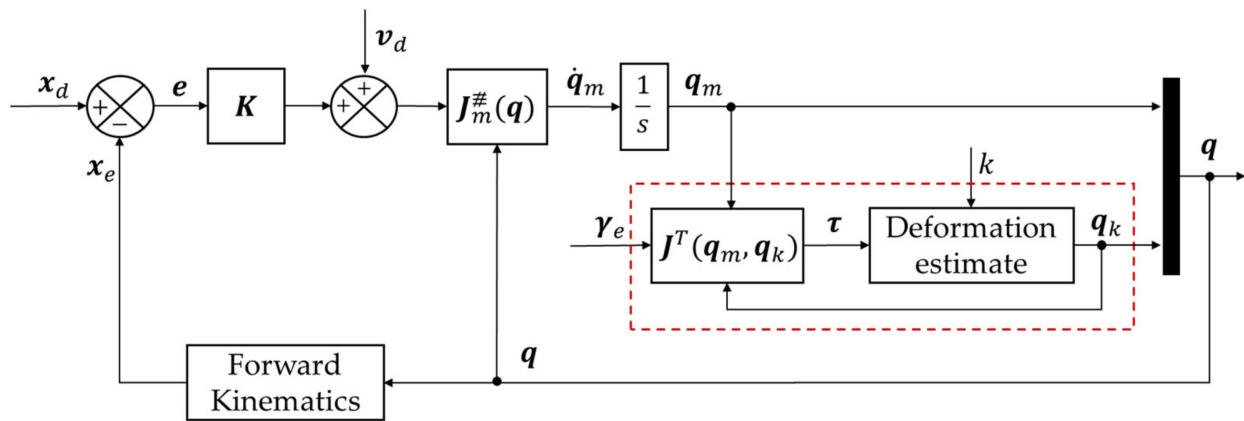 𝒗_d
𝒙_d
+
−
𝒆
𝑲
+
+
𝑱_m^#(𝒒)
𝒒̇_m
1
s
𝒒_m
𝒒
𝒙_e
k
𝜸_e
𝑱^T(𝒒_m, 𝒒_k)
𝝉
Deformation
estimate
𝒒_k
Forward
Kinematics
𝒒